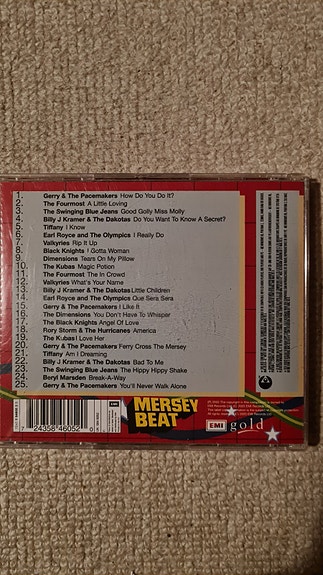 1. Gerry & The Pacemakers How Do You Do It?
2. The Fourmost A Little Loving
3. The Swinging Blue Jeans Good Golly Miss Molly
4. Billy J Kramer & The Dakotas Do You Want To Know A Secret?
5. Tiffany I Know
6. Earl Royce and The Olympics I Really Do
7. Valkyries Rip It Up
8. Black Knights I Gotta Woman
9. Dimensions Tears On My Pillow
10. The Kubas Magic Potion
11. The Fourmost The In Crowd
12. Valkyries What's Your Name
13. Billy J Kramer & The Dakotas Little Children
14. Earl Royce and The Olympics Que Sera Sera
15. Gerry & The Pacemakers I Like It
16. The Dimensions You Don't Have To Whisper
17. The Black Knights Angel Of Love
18. Rory Storm & The Hurricanes America
19. The Kubas I Love Her
20. Gerry & The Pacemakers Ferry Cross The Mersey
21. Tiffany Am I Dreaming
22. Billy J Kramer & The Dakotas Bad To Me
23. The Swinging Blue Jeans The Hippy Hippy Shake
24. Beryl Marsden Break-A-Way
25. Gerry & The Pacemakers You'll Never Walk Alone
MERSEY
BEAT
EMI gold
24358 46052